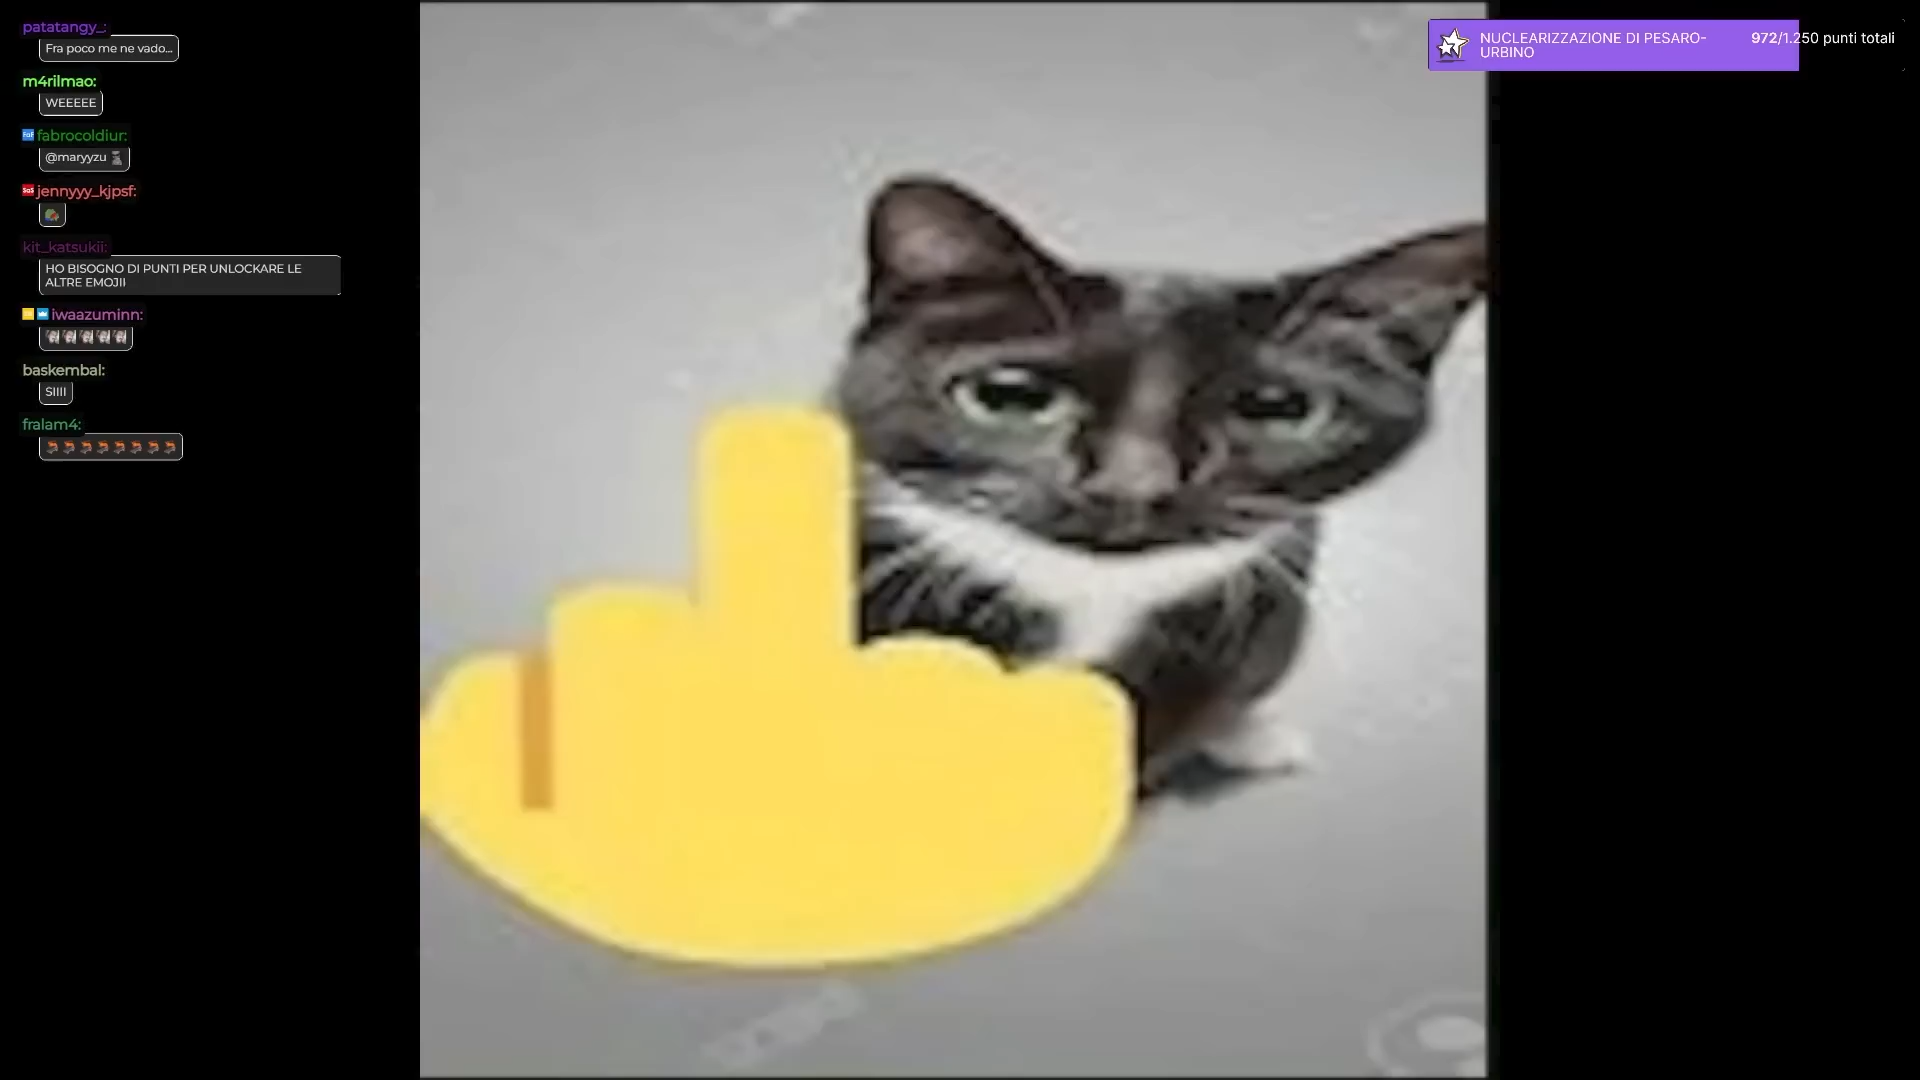 patatangy_:
Fra poco me ne vado...
m4rilmao:
WEEEEE
fabrocoldiur:
@maryyzu
jennyyy_kjpsf:
kit_katsukii:
HO BISOGNO DI PUNTI PER UNLOCKARE LE
ALTRE EMOJII
iwaazuminn:
baskembal:
SIIII
fralam4:
NUCLEARIZZAZIONE DI PESARO-
URBINO
972/1.250 punti totali